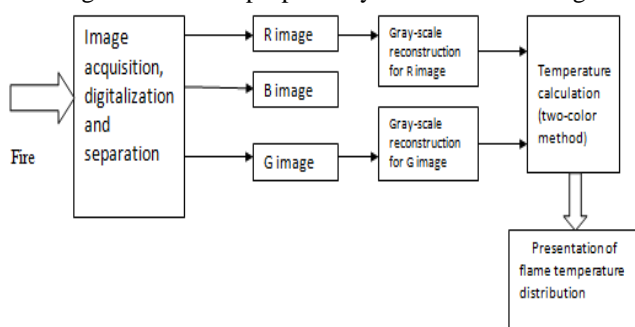 Image
acquisition,
digitalization
and
separation
Fire
R image
B image
G image
Gray-scale
reconstruction
for R image
Gray-scale
reconstruction
for G image
Temperature
calculation
(two-color
method)
Presentation of
flame temperature
distribution